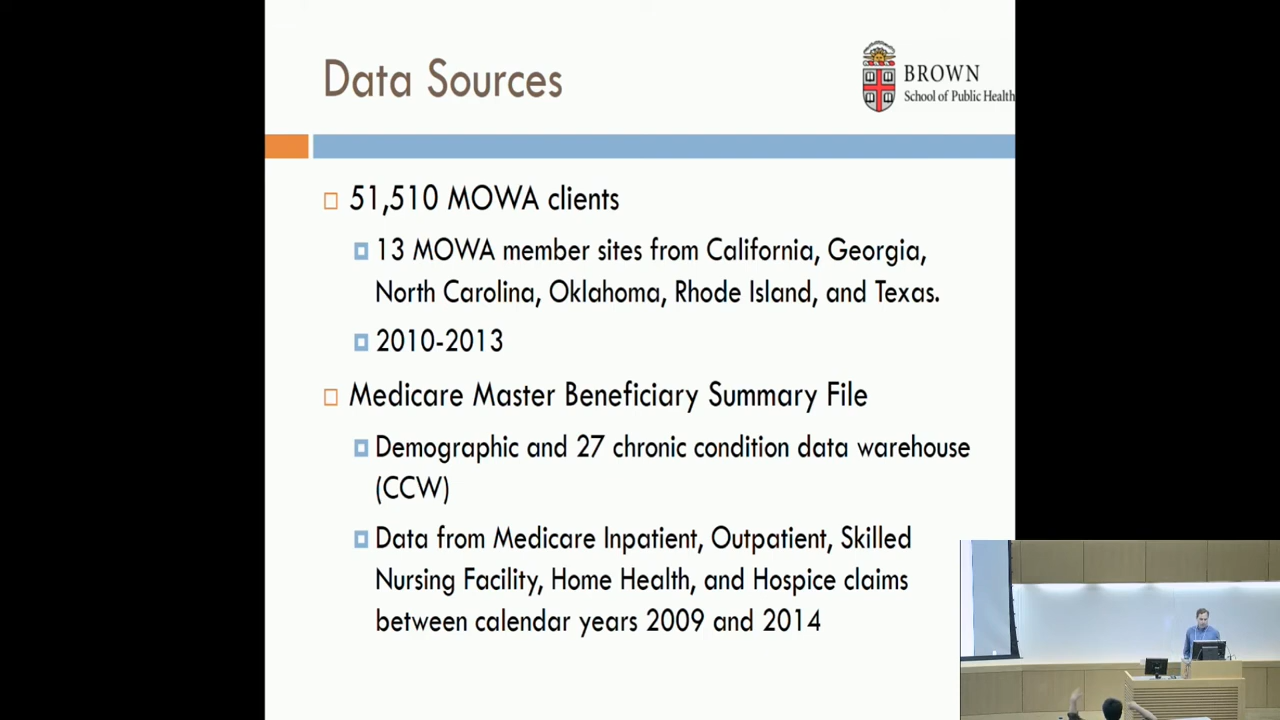 Data Sources
BROWN
School of Public Health
51,510 MOWA clients
13 MOWA member sites from California, Georgia,
North Carolina, Oklahoma, Rhode Island, and Texas.
2010-2013
Medicare Master Beneficiary Summary File
Demographic and 27 chronic condition data warehouse
(CCW)
Data from Medicare Inpatient, Outpatient, Skilled
Nursing Facility, Home Health, and Hospice claims
between calendar years 2009 and 2014